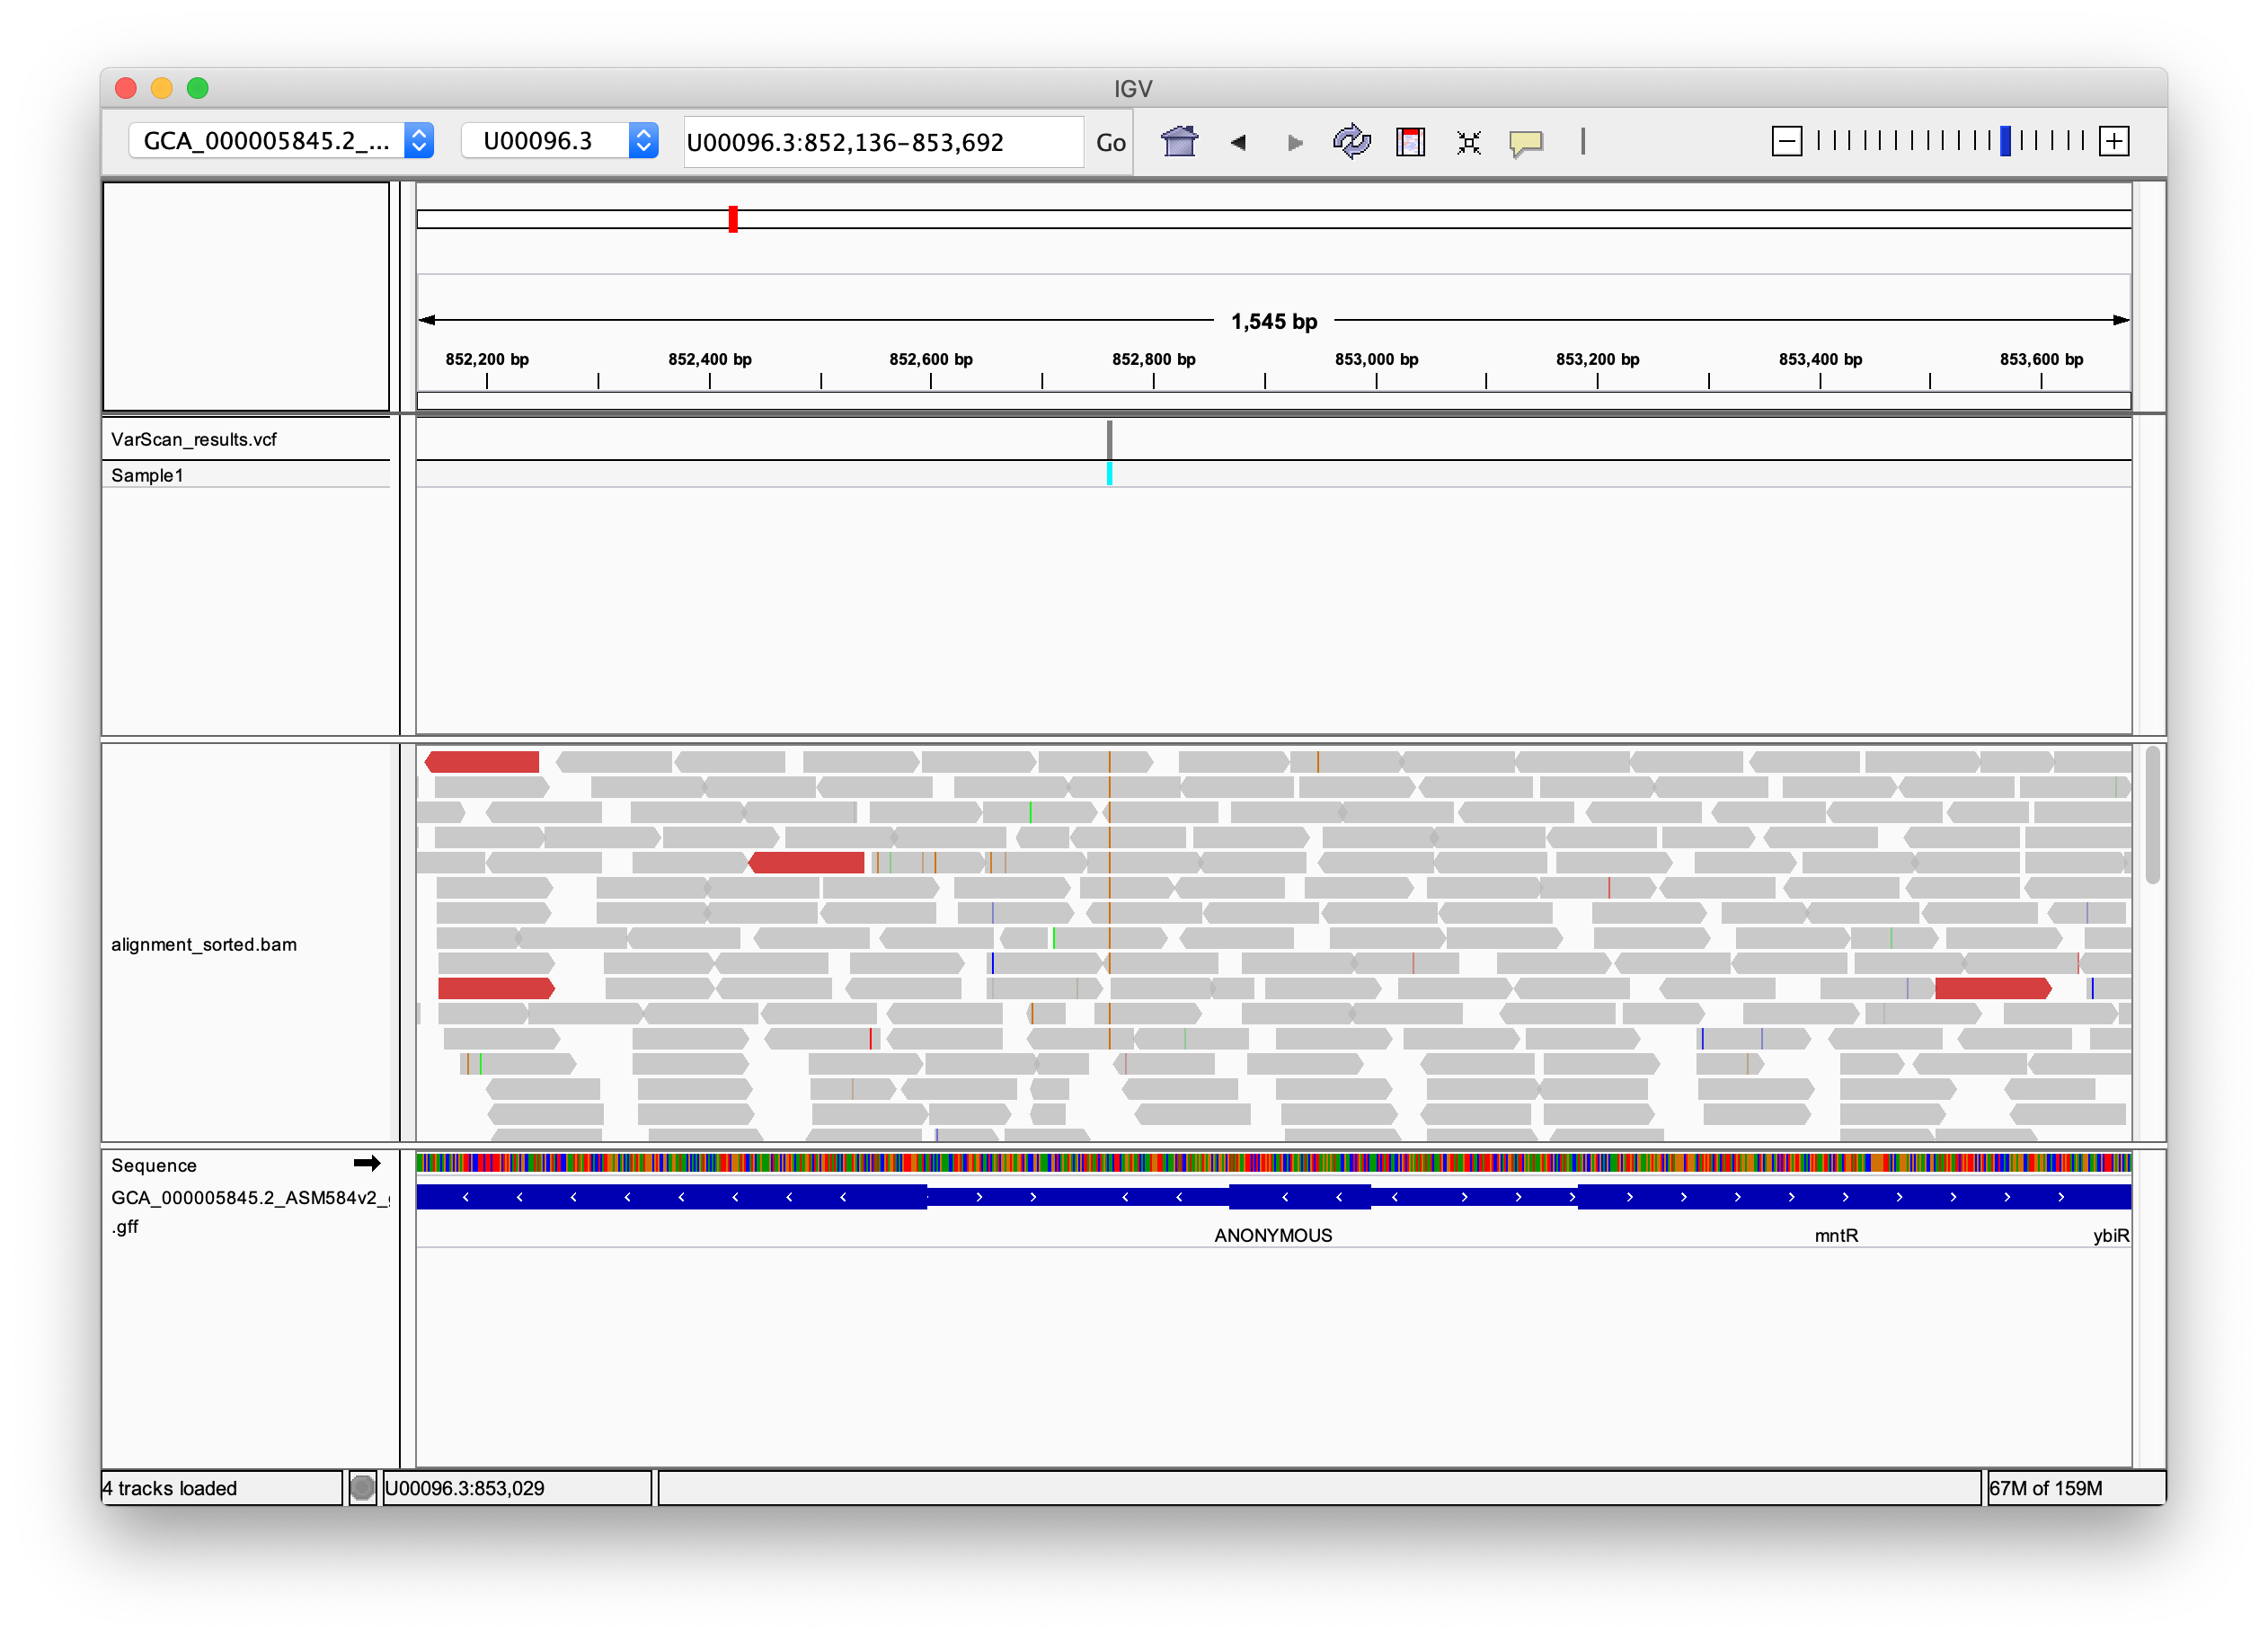 IGV
GCA_000005845.2_... U00096.3 U00096.3:852,136-853,692 Go
1,545 bp
852,200 bp 852,400 bp 852,600 bp 852,800 bp 853,000 bp 853,200 bp 853,400 bp 853,600 bp
VarScan_results.vcf
Sample1
alignment_sorted.bam
Sequence
GCA_000005845.2_ASM584v2_
.gff
ANONYMOUS mntR ybiR
4 tracks loaded U00096.3:853,029 67M of 159M